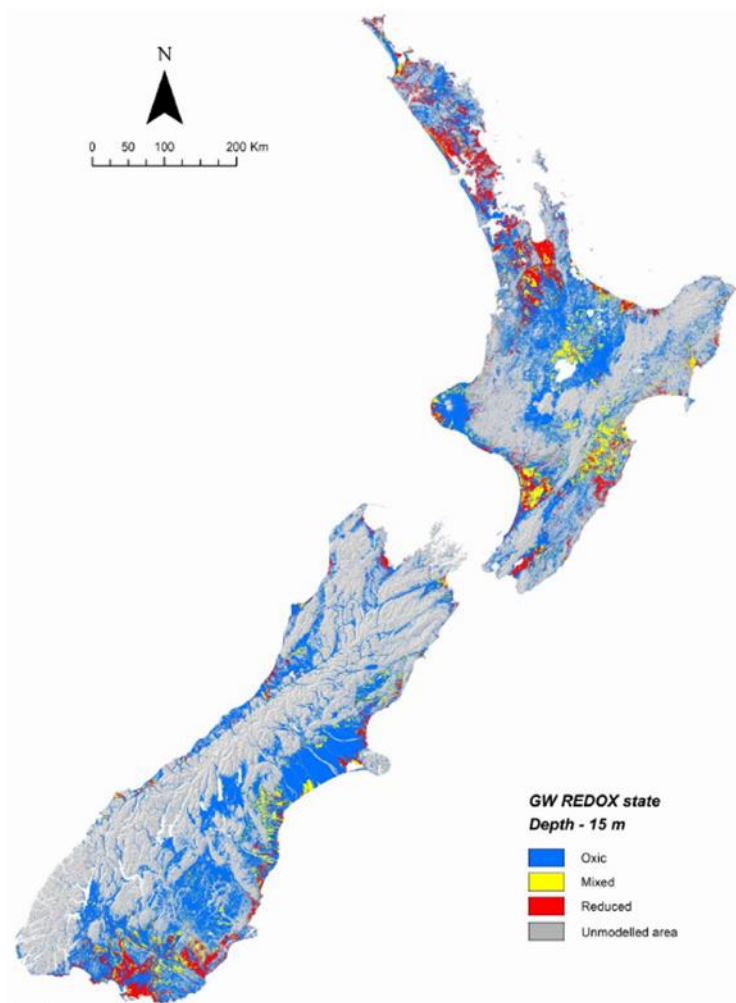 N
0 50 100 200 Km
GW REDOX state
Depth - 15 m
Oxic
Mixed
Reduced
Unmodelled area